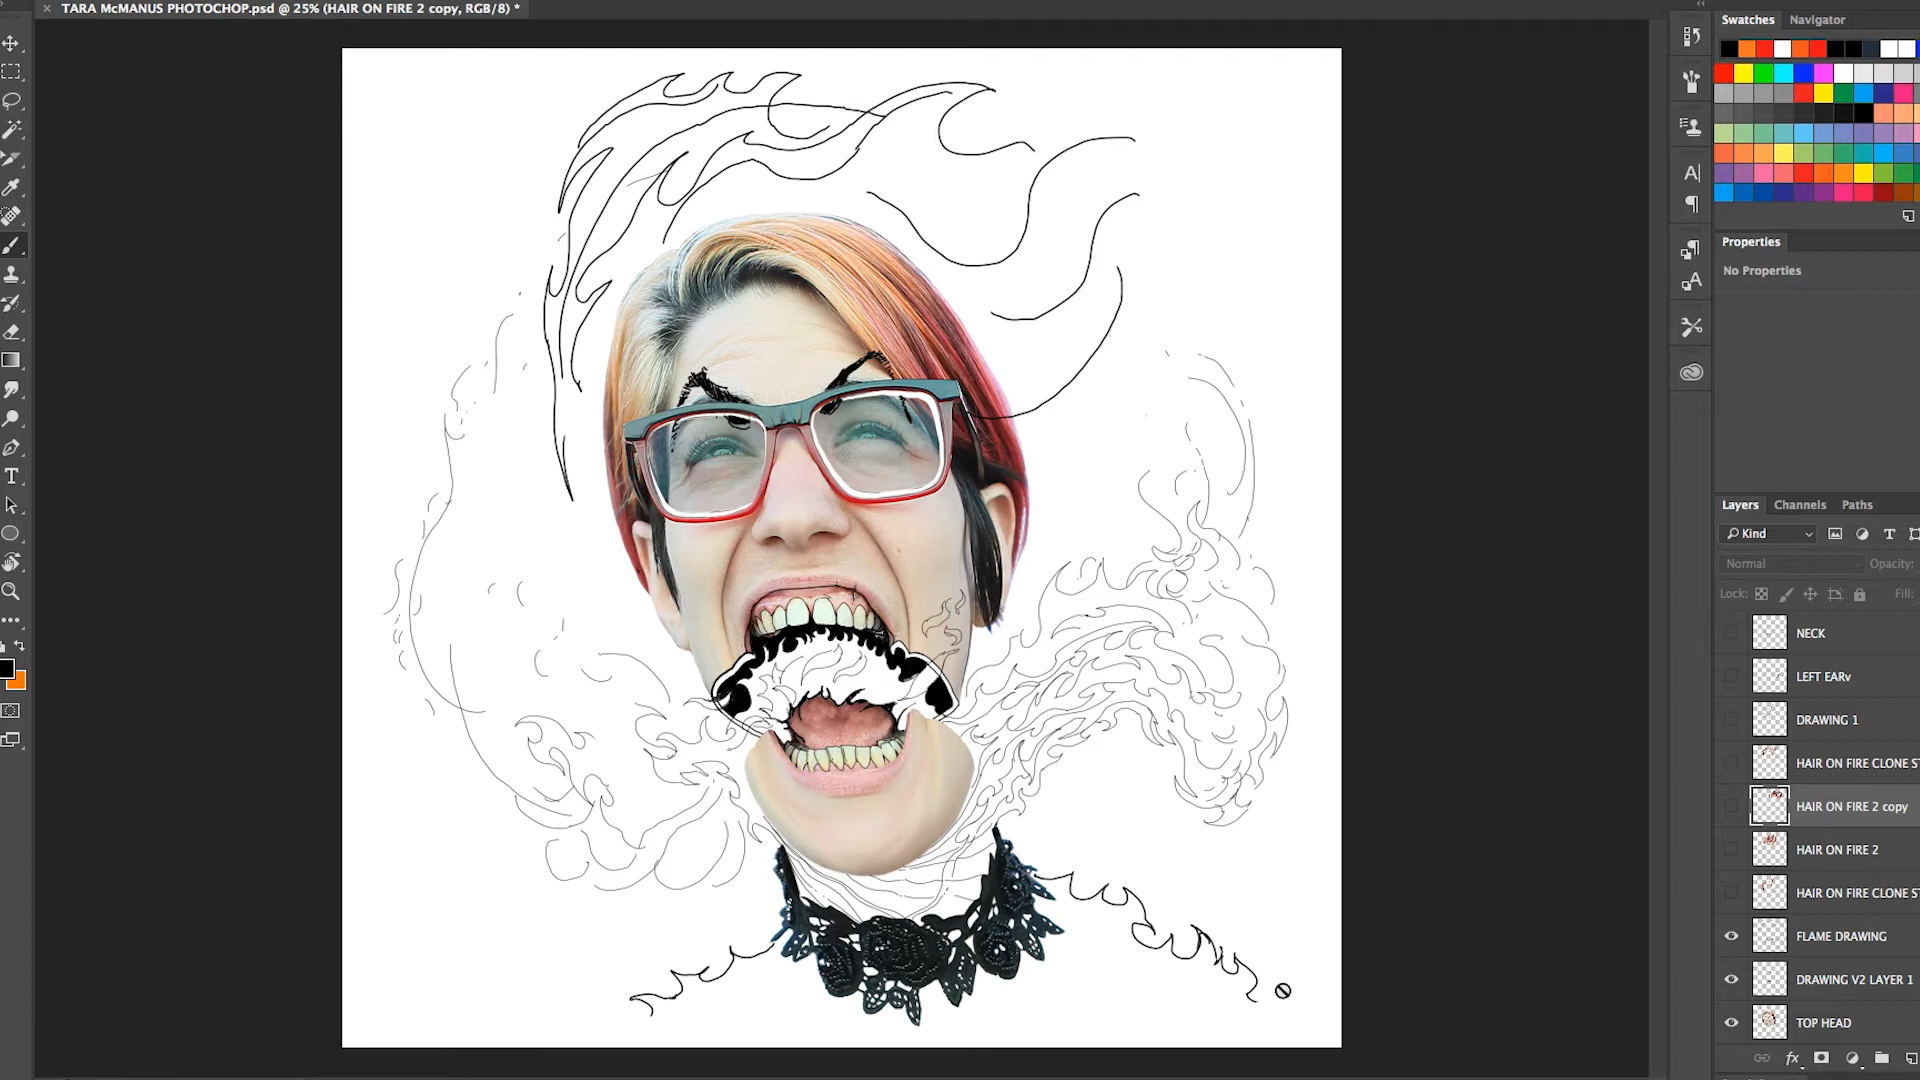 TARA McMANUS PHOTOCHOP.psd @ 25% (HAIR ON FIRE 2 copy, RGB/8) *
Swatches Navigator
Properties
No Properties
Layers Channels Paths
Kind
Normal Opacity:
Lock: Fill:
NECK
LEFT EARv
DRAWING 1
HAIR ON FIRE CLONE ST
HAIR ON FIRE 2 copy
HAIR ON FIRE 2
HAIR ON FIRE CLONE ST
FLAME DRAWING
DRAWING V2 LAYER 1
TOP HEAD